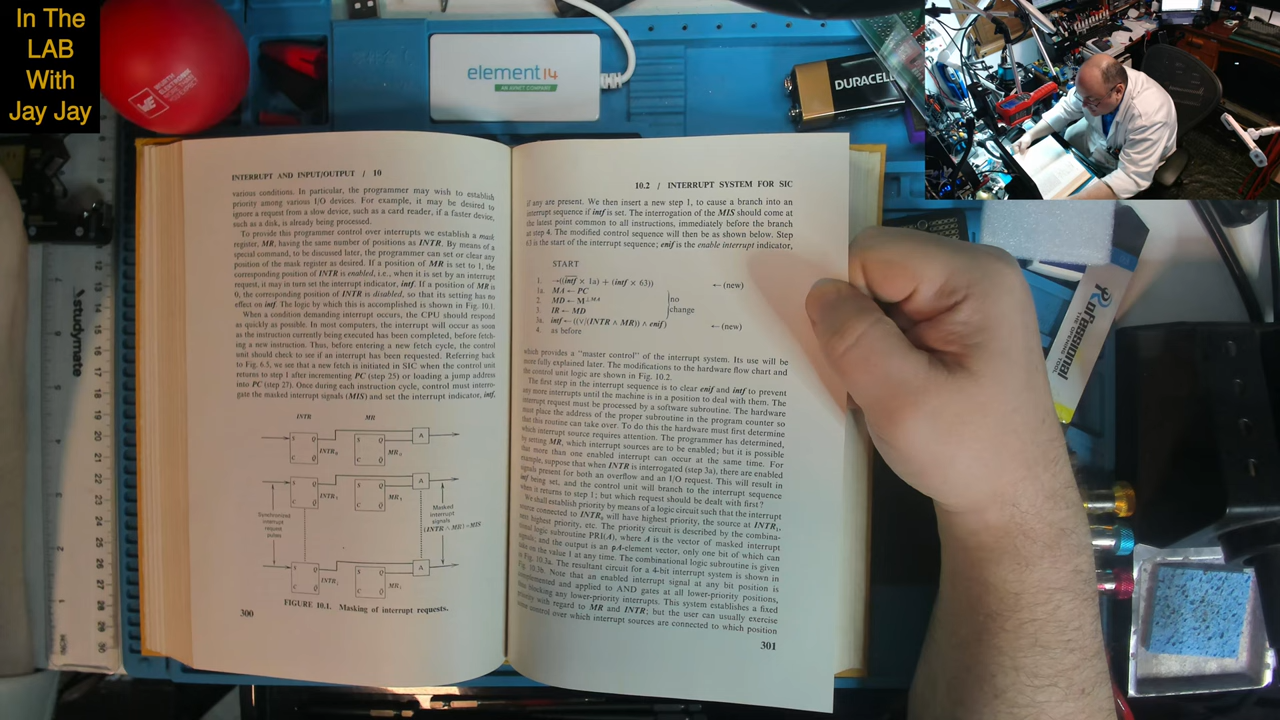 In The
LAB
With
Jay Jay
element14
AN AVNET COMPANY
DURACELL
studymate
INTERRUPT AND INPUT/OUTPUT / 10
various conditions. In particular, the programmer may wish to establish
priority among various I/O devices. For example, it may be desired to
ignore a request from a slow device, such as a card reader, if a faster device,
such as a disk, is already being processed.
To provide this programmer control over interrupts we establish a mask
register, MR, having the same number of positions as INTR. By means of a
special command, to be discussed later, the programmer can set or clear any
position of the mask register as desired. If a position of MR is set to 1, the
corresponding position of INTR is enabled, i.e., when it is set by an interrupt
request, it may in turn set the interrupt indicator, intf. If a position of MR is
0, the corresponding position of INTR is disabled, so that its setting has no
effect on intf. The logic by which this is accomplished is shown in Fig. 10.1.
When a condition demanding interrupt occurs, the CPU should respond
as quickly as possible. In most computers, the interrupt will occur as soon
as the instruction currently being executed has been completed, before fetch-
ing a new instruction. Thus, before entering a new fetch cycle, the control
unit should check to see if an interrupt has been requested. Referring back
to Fig. 6.5, we see that a new fetch is initiated in SIC when the control unit
returns to step 1 after incrementing PC (step 25) or loading a jump address
into PC (step 27). Once during each instruction cycle, control must interro-
gate the masked interrupt signals (MIS) and set the interrupt indicator, intf,
INTR MR
S Q S Q A
C Q INTR₀ C Q MR₀
S Q S Q A
C Q INTR₁ C Q MR₁
Synchronized
interrupt
request
pulses
Masked
interrupt
signals
(INTR ∧ MR) = MIS
S Q S Q A
C Q INTR C Q MR
FIGURE 10.1. Masking of interrupt requests.
300
10.2 / INTERRUPT SYSTEM FOR SIC
if any are present. We then insert a new step 1, to cause a branch into an
interrupt sequence if intf is set. The interrogation of the MIS should come at
the latest point common to all instructions, immediately before the branch
at step 4. The modified control sequence will then be as shown below. Step
63 is the start of the interrupt sequence; enif is the enable interrupt indicator,
START
1. →((intf × 1a) + (intf × 63)) ←(new)
1a. MA ← PC
2. MD ← M⊥MA no
3. IR ← MD change
3a. intf ← ((∨/(INTR ∧ MR)) ∧ enif) ←(new)
4. as before
which provides a "master control" of the interrupt system. Its use will be
more fully explained later. The modifications to the hardware flow chart and
the control unit logic are shown in Fig. 10.2.
The first step in the interrupt sequence is to clear enif and intf to prevent
any more interrupts until the machine is in a position to deal with them. The
interrupt request must be processed by a software subroutine. The hardware
must place the address of the proper subroutine in the program counter so
that this routine can take over. To do this the hardware must first determine
which interrupt source requires attention. The programmer has determined,
by setting MR, which interrupt sources are to be enabled; but it is possible
that more than one enabled interrupt can occur at the same time. For
example, suppose that when INTR is interrogated (step 3a), there are enabled
signals present for both an overflow and an I/O request. This will result in
intf being set, and the control unit will branch to the interrupt sequence
when it returns to step 1; but which request should be dealt with first?
We shall establish priority by means of a logic circuit such that the interrupt
source connected to INTR₀ will have highest priority, the source at INTR₁,
next highest priority, etc. The priority circuit is described by the combina-
tional logic subroutine PRI(A), where A is the vector of masked interrupt
signals, and the output is an ρA-element vector, only one bit of which can
take on the value 1 at any time. The combinational logic subroutine is given
in Fig. 10.3a. The resultant circuit for a 4-bit interrupt system is shown in
Fig. 10.3b. Note that an enabled interrupt signal at any bit position is
complemented and applied to AND gates at all lower-priority positions,
thus blocking any lower-priority interrupts. This system establishes a fixed
priority with regard to MR and INTR; but the user can usually exercise
some control over which interrupt sources are connected to which position
301